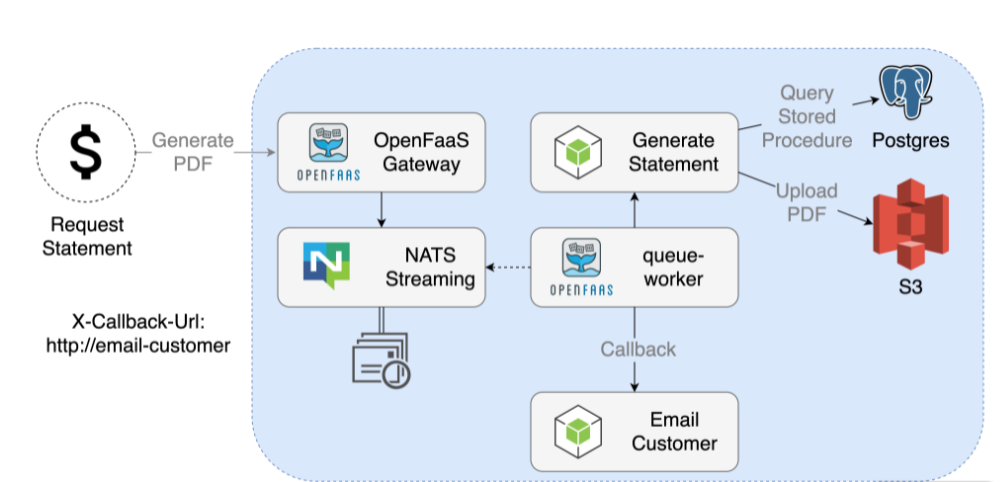 Request
Statement
X-Callback-Url:
http://email-customer
Generate
PDF
OPENFAAS
OpenFaaS
Gateway
N
NATS
Streaming
Generate
Statement
OPENFAAS
queue-
worker
Callback
Email
Customer
Query
Stored
Procedure
Postgres
Upload
PDF
S3